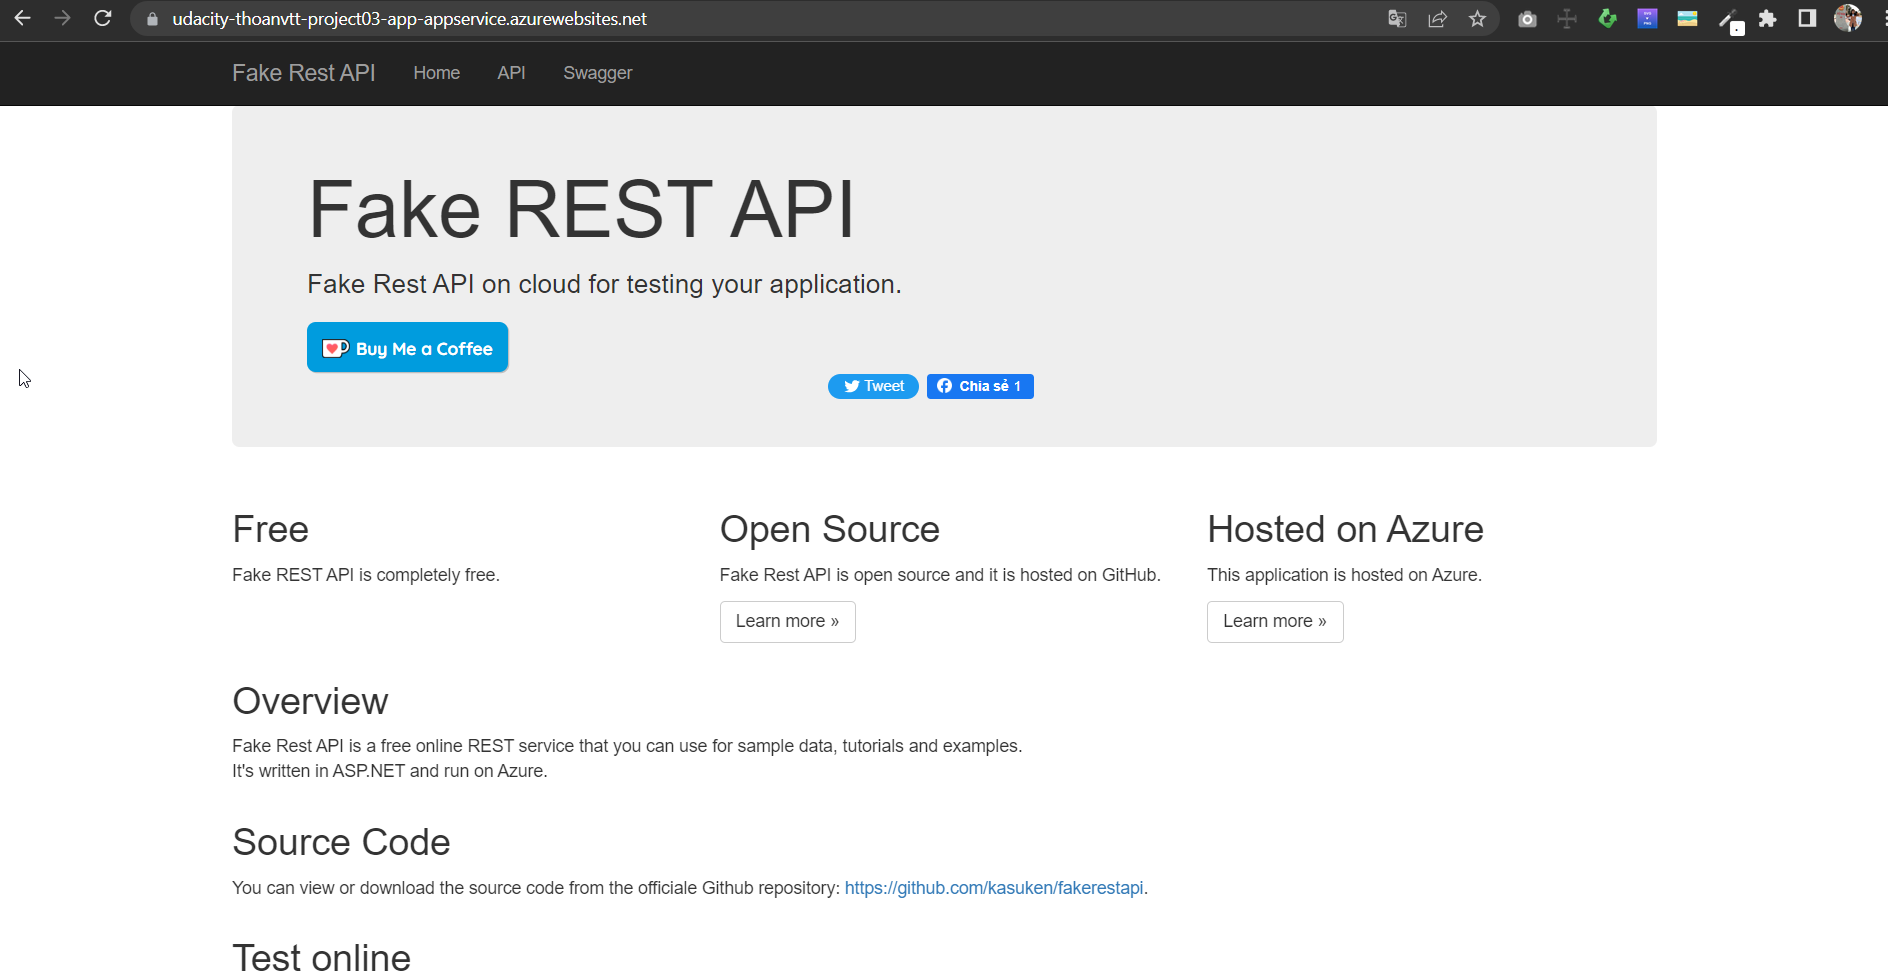 udacity-thoanvtt-project03-app-appservice.azurewebsites.net
Fake Rest API Home API Swagger
Fake REST API
Fake Rest API on cloud for testing your application.
Buy Me a Coffee
Tweet Chia sẻ 1
Free
Fake REST API is completely free.
Open Source
Fake Rest API is open source and it is hosted on GitHub.
Learn more »
Hosted on Azure
This application is hosted on Azure.
Learn more »
Overview
Fake Rest API is a free online REST service that you can use for sample data, tutorials and examples.
It's written in ASP.NET and run on Azure.
Source Code
You can view or download the source code from the officiale Github repository: https://github.com/kasuken/fakerestapi.
Test online